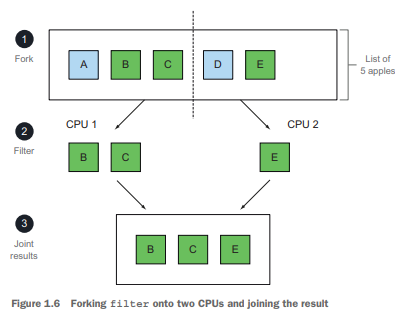 1
Fork
A
B
C
D
E
List of
5 apples
CPU 1
CPU 2
2
Filter
B
C
E
3
Joint
results
B
C
E
Figure 1.6 Forking filter onto two CPUs and joining the result